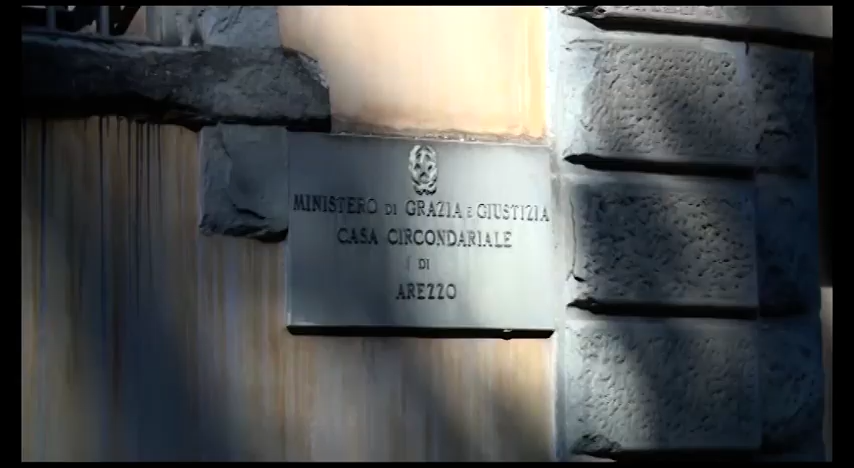 MINISTERO DI GRAZIA E GIUSTIZIA
CASA CIRCONDARIALE
DI
AREZZO